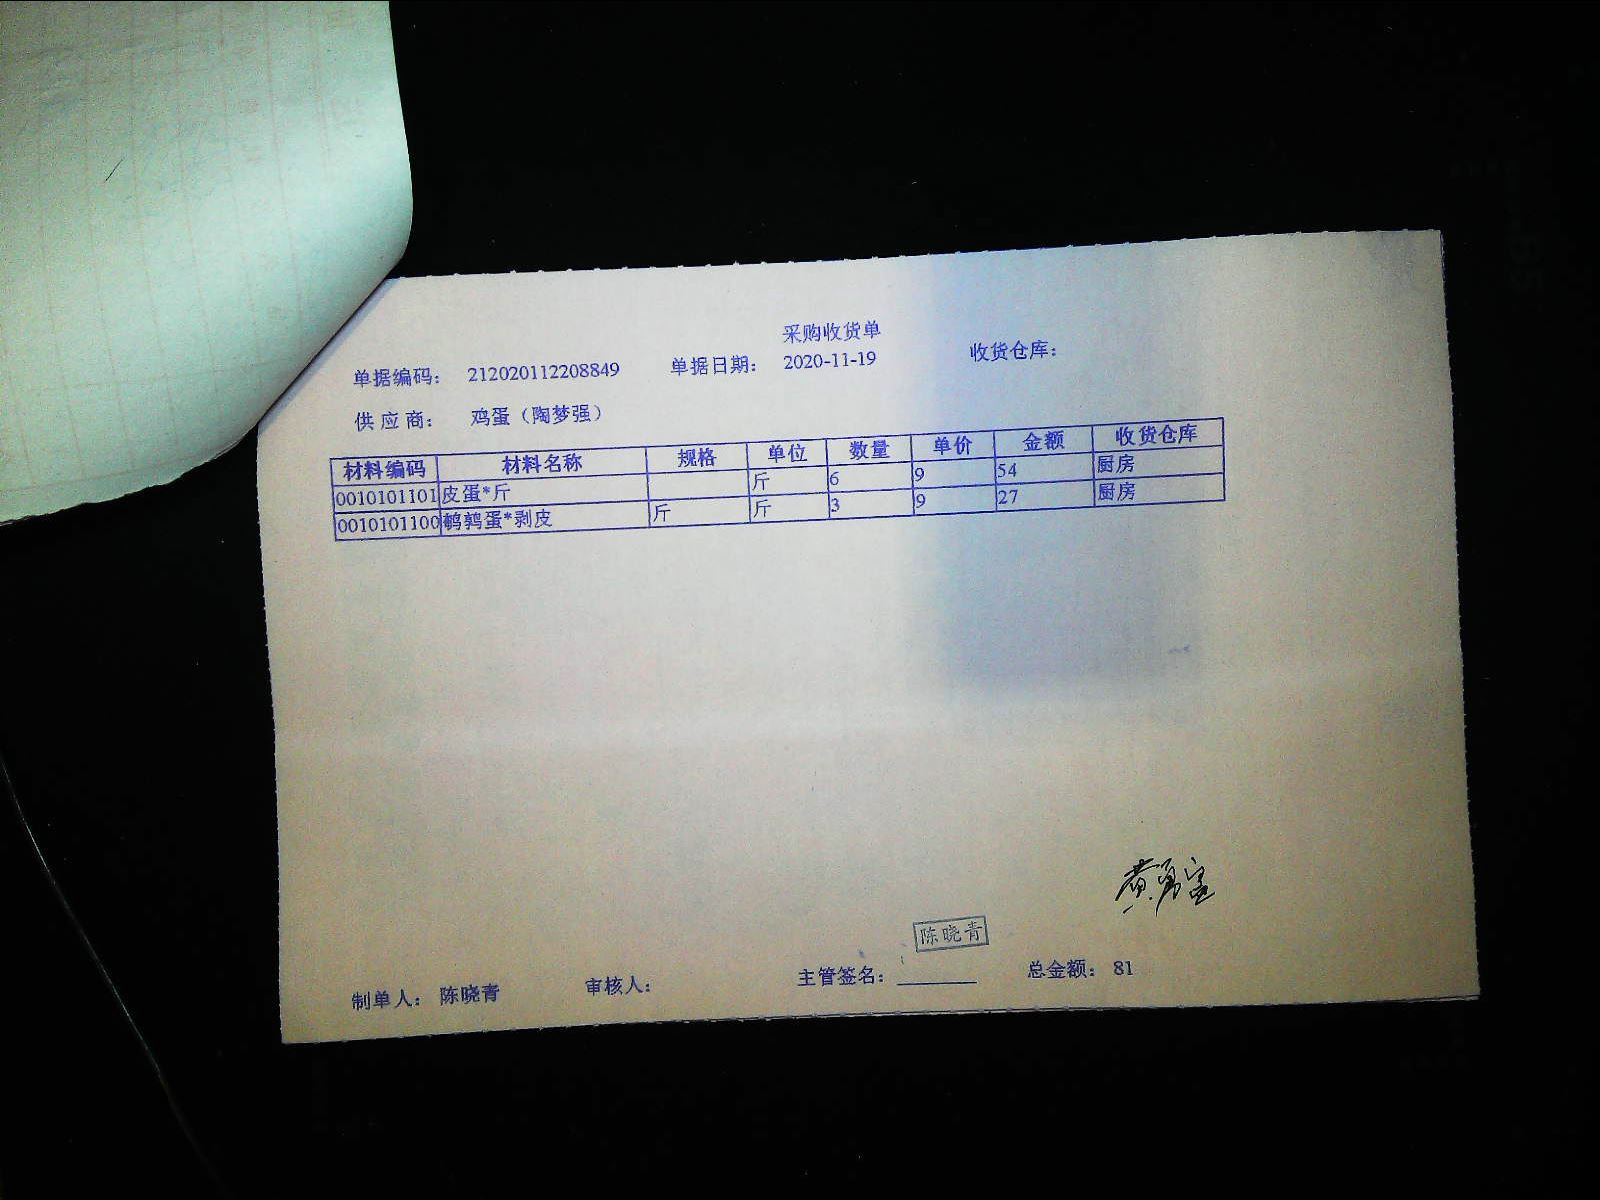 采购收货单
单据编码： 212020112208849 单据日期： 2020-11-19 收货仓库：
供 应 商： 鸡蛋（陶梦强）
材料编码 材料名称 规格 单位 数量 单价 金额 收货仓库
0010101101 皮蛋*斤 斤 6 9 54 厨房
0010101100 鹌鹑蛋*剥皮 斤 斤 3 9 27 厨房
陈晓青
制单人： 陈晓青 审核人： 主管签名： 总金额： 81